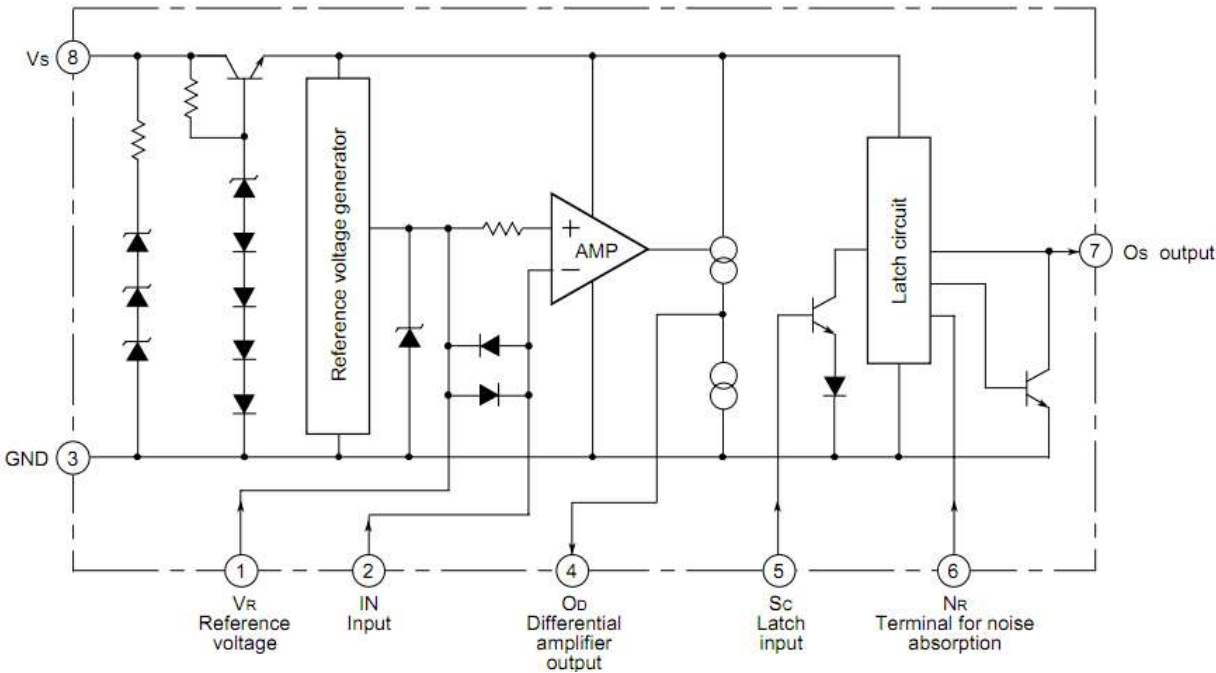 Vs 8
Reference voltage generator
+
AMP
−
Latch circuit
7 Os output
GND 3
1
VR
Reference
voltage
2
IN
Input
4
OD
Differential
amplifier
output
5
Sc
Latch
input
6
NR
Terminal for noise
absorption